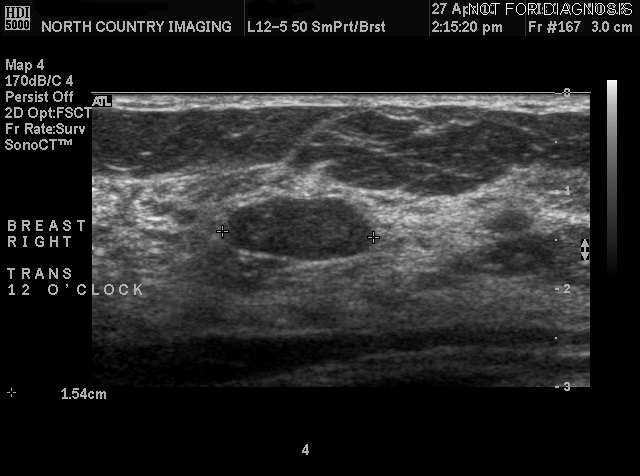 HDI
5000
NORTH COUNTRY IMAGING
L12-5 50 SmPrt/Brst
27 Ap
NOT FOR DIAGNOSIS
2:15:20 pm
Fr #167 3.0 cm
Map 4
170dB/C 4
Persist Off
2D Opt:FSCT
Fr Rate:Surv
SonoCT™
ATL
BREAST
RIGHT
TRANS
12 O'CLOCK
1
2
3
1.54cm
4